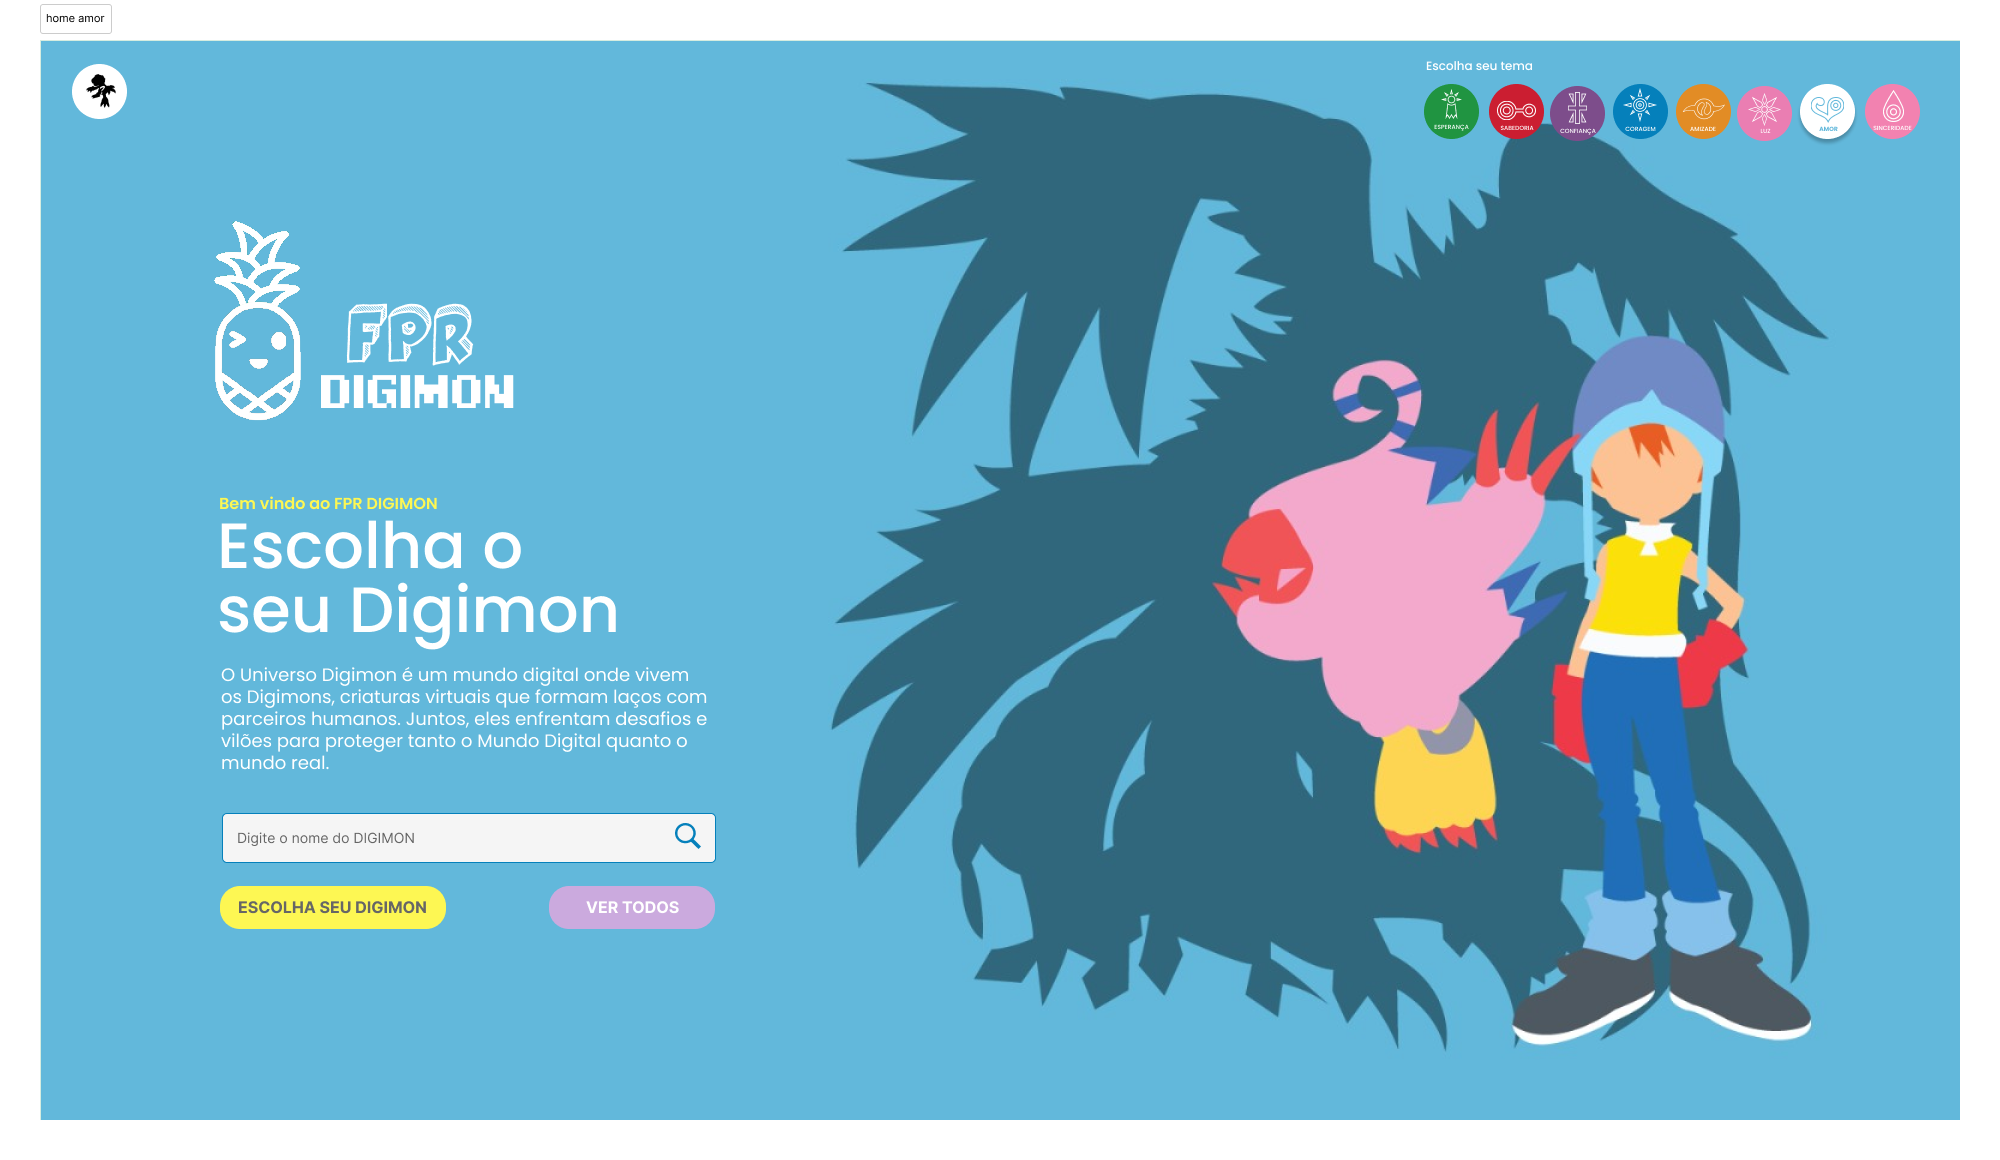 home amor
Escolha seu tema
ESPERANÇA
SABEDORIA
CONFIANÇA
CORAGEM
AMIZADE
LUZ
AMOR
SINCERIDADE
FPR
DIGIMON
Bem vindo ao FPR DIGIMON
Escolha o
seu Digimon
O Universo Digimon é um mundo digital onde vivem
os Digimons, criaturas virtuais que formam laços com
parceiros humanos. Juntos, eles enfrentam desafios e
vilões para proteger tanto o Mundo Digital quanto o
mundo real.
Digite o nome do DIGIMON
ESCOLHA SEU DIGIMON
VER TODOS